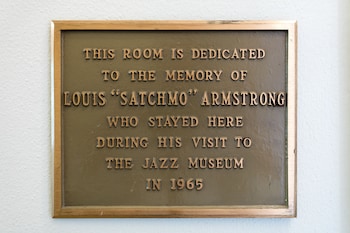 THIS ROOM IS DEDICATED
TO THE MEMORY OF
LOUIS "SATCHMO" ARMSTRONG
WHO STAYED HERE
DURING HIS VISIT TO
THE JAZZ MUSEUM
IN 1965